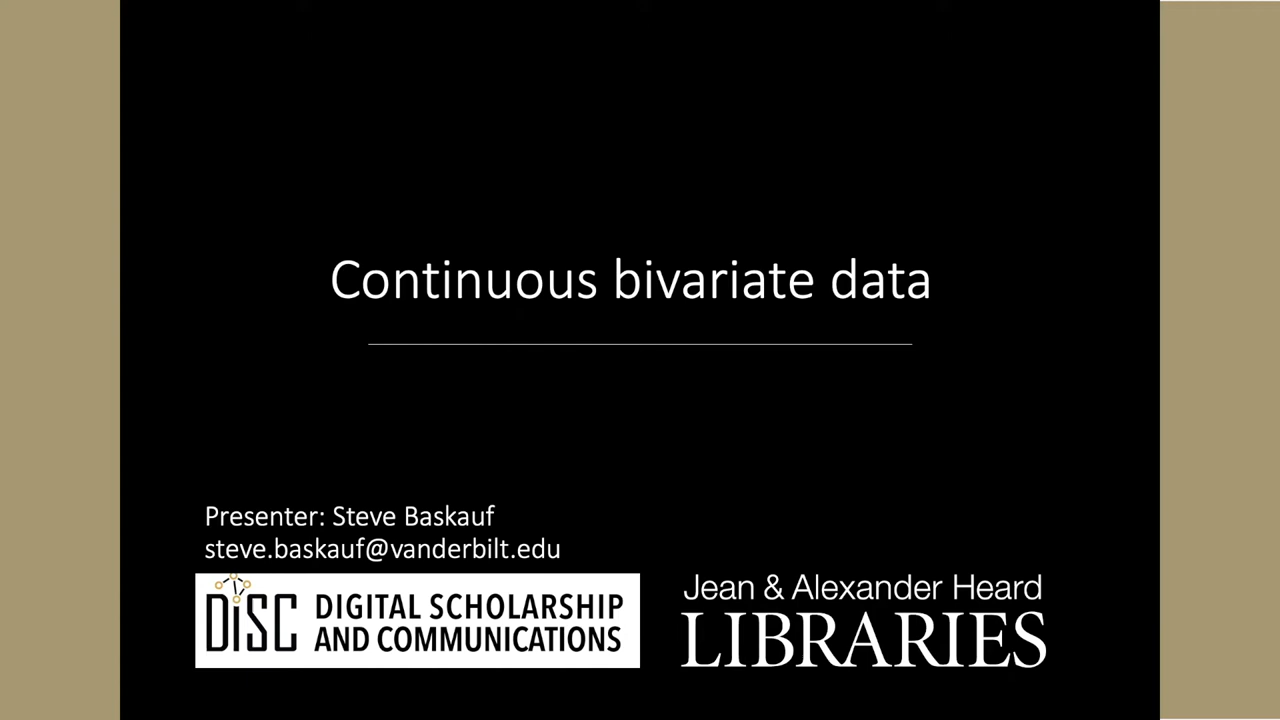 Continuous bivariate data
Presenter: Steve Baskauf
steve.baskauf@vanderbilt.edu
DiSC DIGITAL SCHOLARSHIP
AND COMMUNICATIONS
Jean & Alexander Heard
LIBRARIES